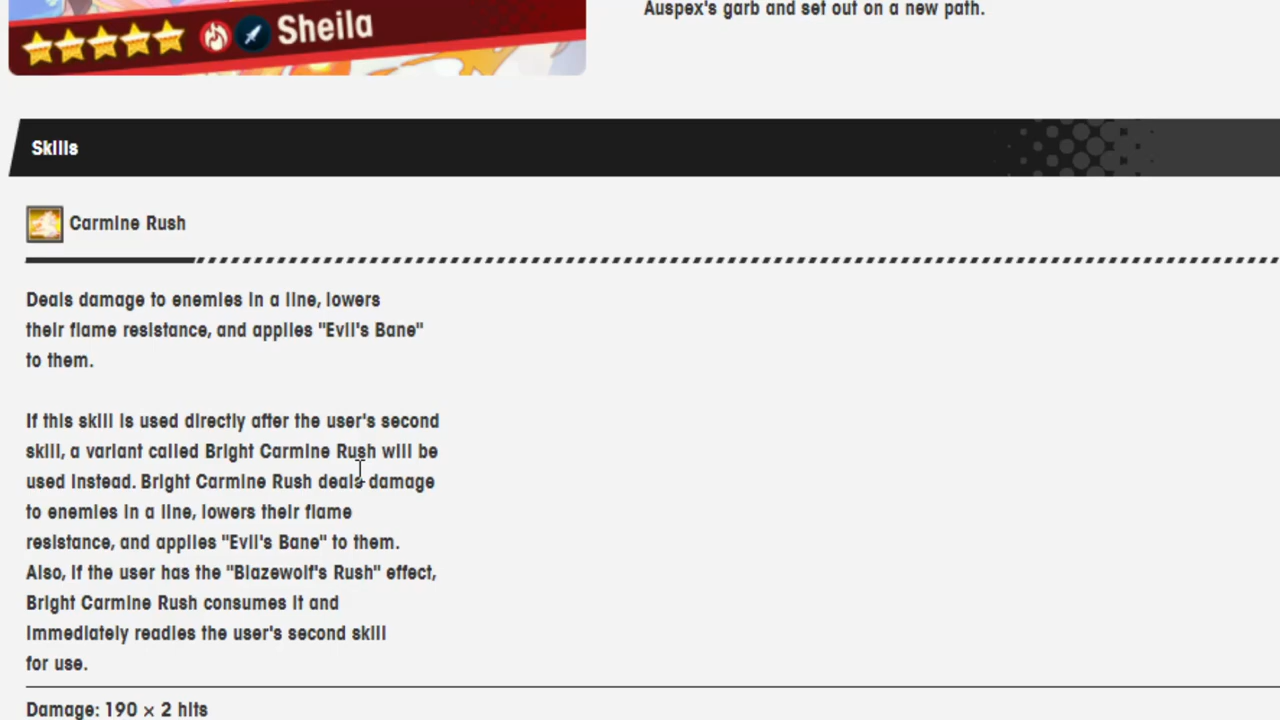 Auspex's garb and set out on a new path.
Sheila
Skills
Carmine Rush
Deals damage to enemies in a line, lowers
their flame resistance, and applies "Evil's Bane"
to them.
If this skill is used directly after the user's second
skill, a variant called Bright Carmine Rush will be
used instead. Bright Carmine Rush deals damage
to enemies in a line, lowers their flame
resistance, and applies "Evil's Bane" to them.
Also, if the user has the "Blazewolf's Rush" effect,
Bright Carmine Rush consumes it and
immediately readies the user's second skill
for use.
Damage: 190 × 2 hits